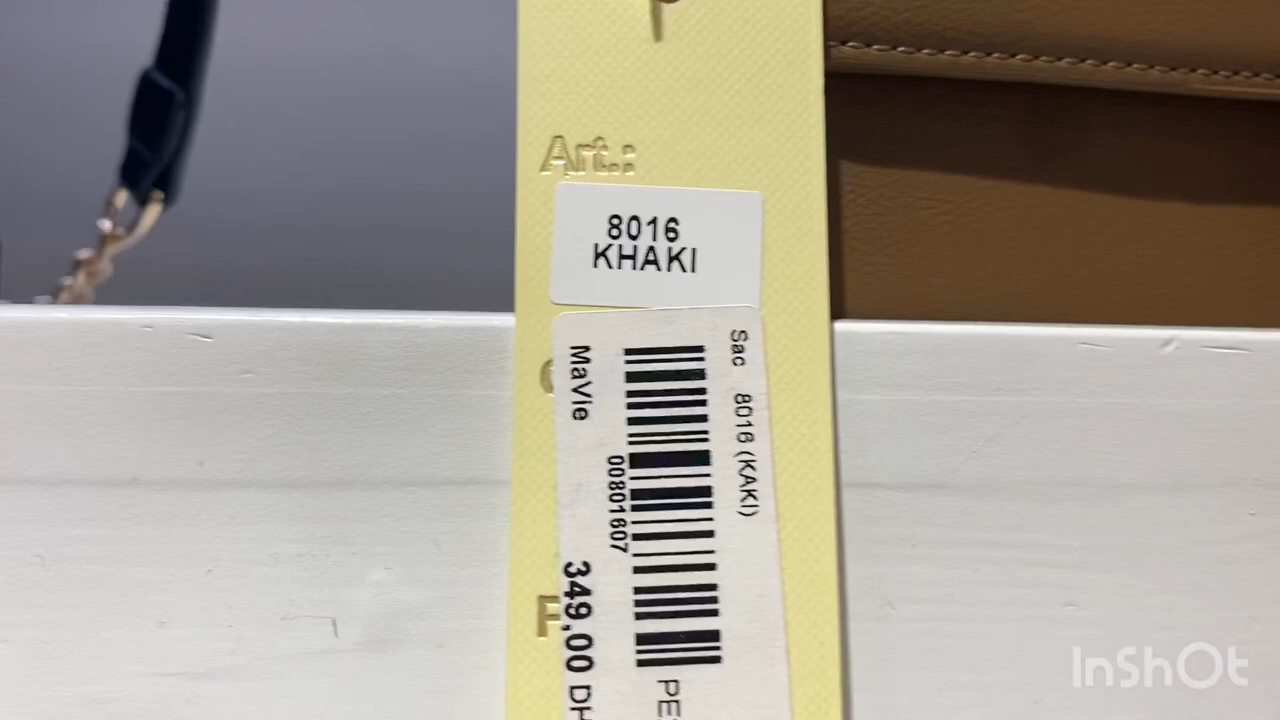 Art.:
8016
KHAKI
Sac 8016 (KAKI)
00801607
MaVie
349,00 DH
F
InShOt